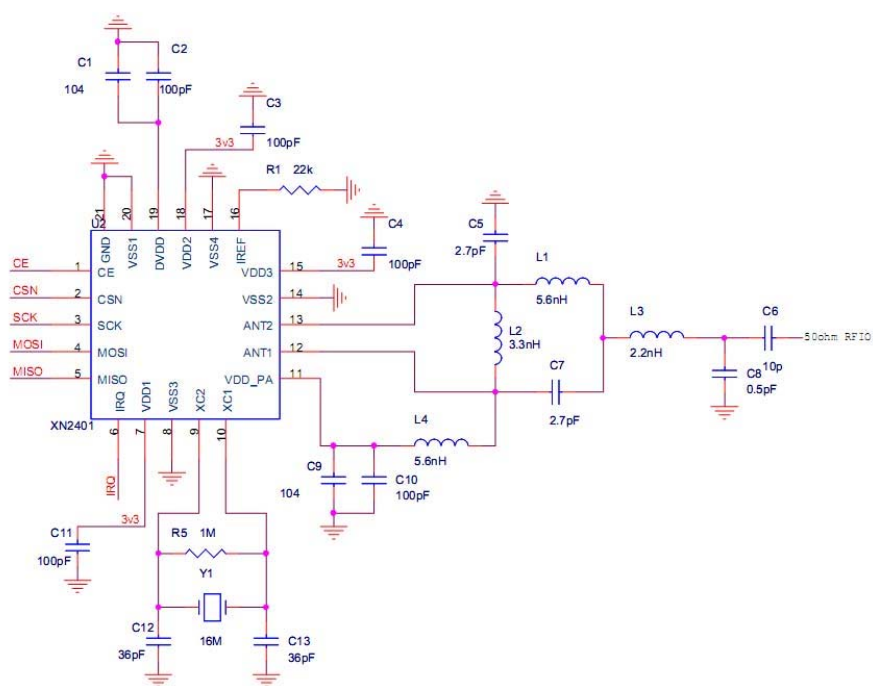 C1
C2
104
100pF
C3
3v3
100pF
R1 22k
C4
C5
2.7pF
3v3
100pF
L1
5.6nH
L2
3.3nH
L3
2.2nH
C6
10p
50ohm RFIO
C7
2.7pF
C8
0.5pF
U2
21
20
19
18
17
16
GND
VSS1
DVDD
VDD2
VSS4
IREF
CE
1
CE
CSN
2
CSN
SCK
3
SCK
MOSI
4
MOSI
MISO
5
MISO
VDD3
15
VSS2
14
ANT2
13
ANT1
12
VDD_PA
11
IRQ
VDD1
VSS3
XC2
XC1
XN2401
6
7
8
9
10
L4
5.6nH
C9
104
C10
100pF
IRQ
3v3
C11
100pF
R5 1M
Y1
16M
C12
36pF
C13
36pF